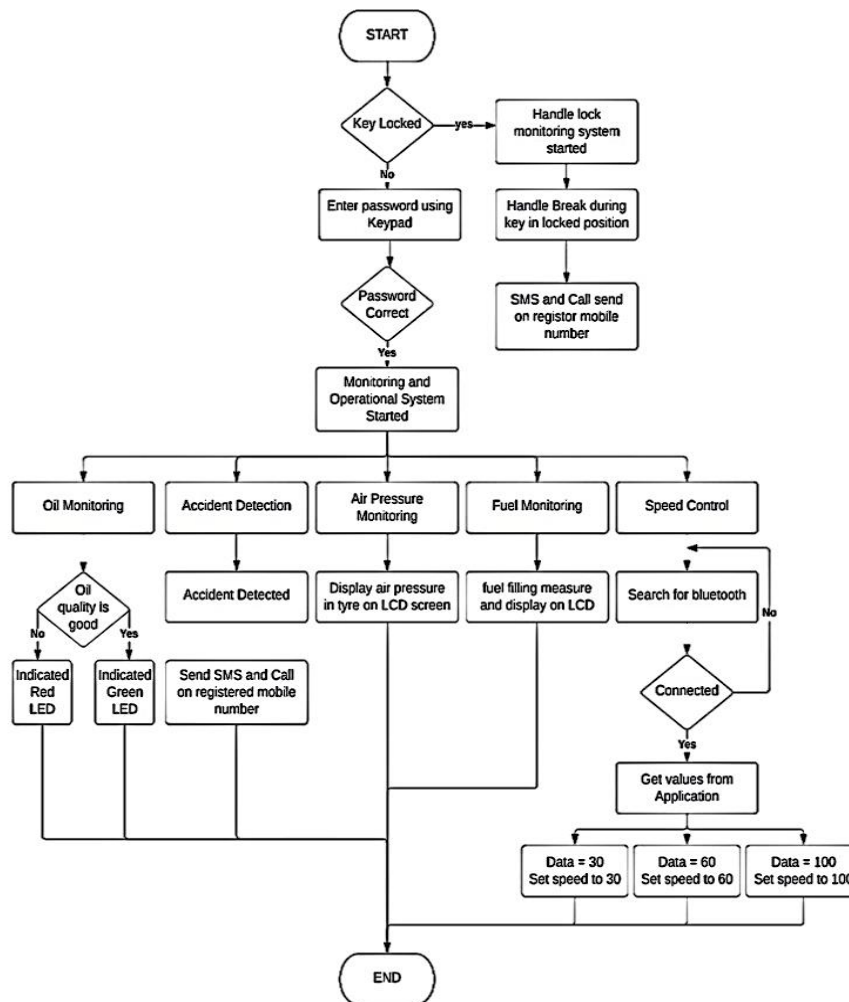 START
Key Locked
yes
Handle lock
monitoring system
started
No
Enter password using
Keypad
Handle Break during
key in locked position
Password
Correct
SMS and Call send
on registor mobile
number
Yes
Monitoring and
Operational System
Started
Oil Monitoring
Accident Detection
Air Pressure
Monitoring
Fuel Monitoring
Speed Control
Oil
quality is
good
Accident Detected
Display air pressure
in tyre on LCD screen
fuel filling measure
and display on LCD
Search for bluetooth
No
No
Yes
Indicated
Red
LED
Indicated
Green
LED
Send SMS and Call
on registered mobile
number
Connected
Yes
Get values from
Application
Data = 30
Set speed to 30
Data = 60
Set speed to 60
Data = 100
Set speed to 100
END